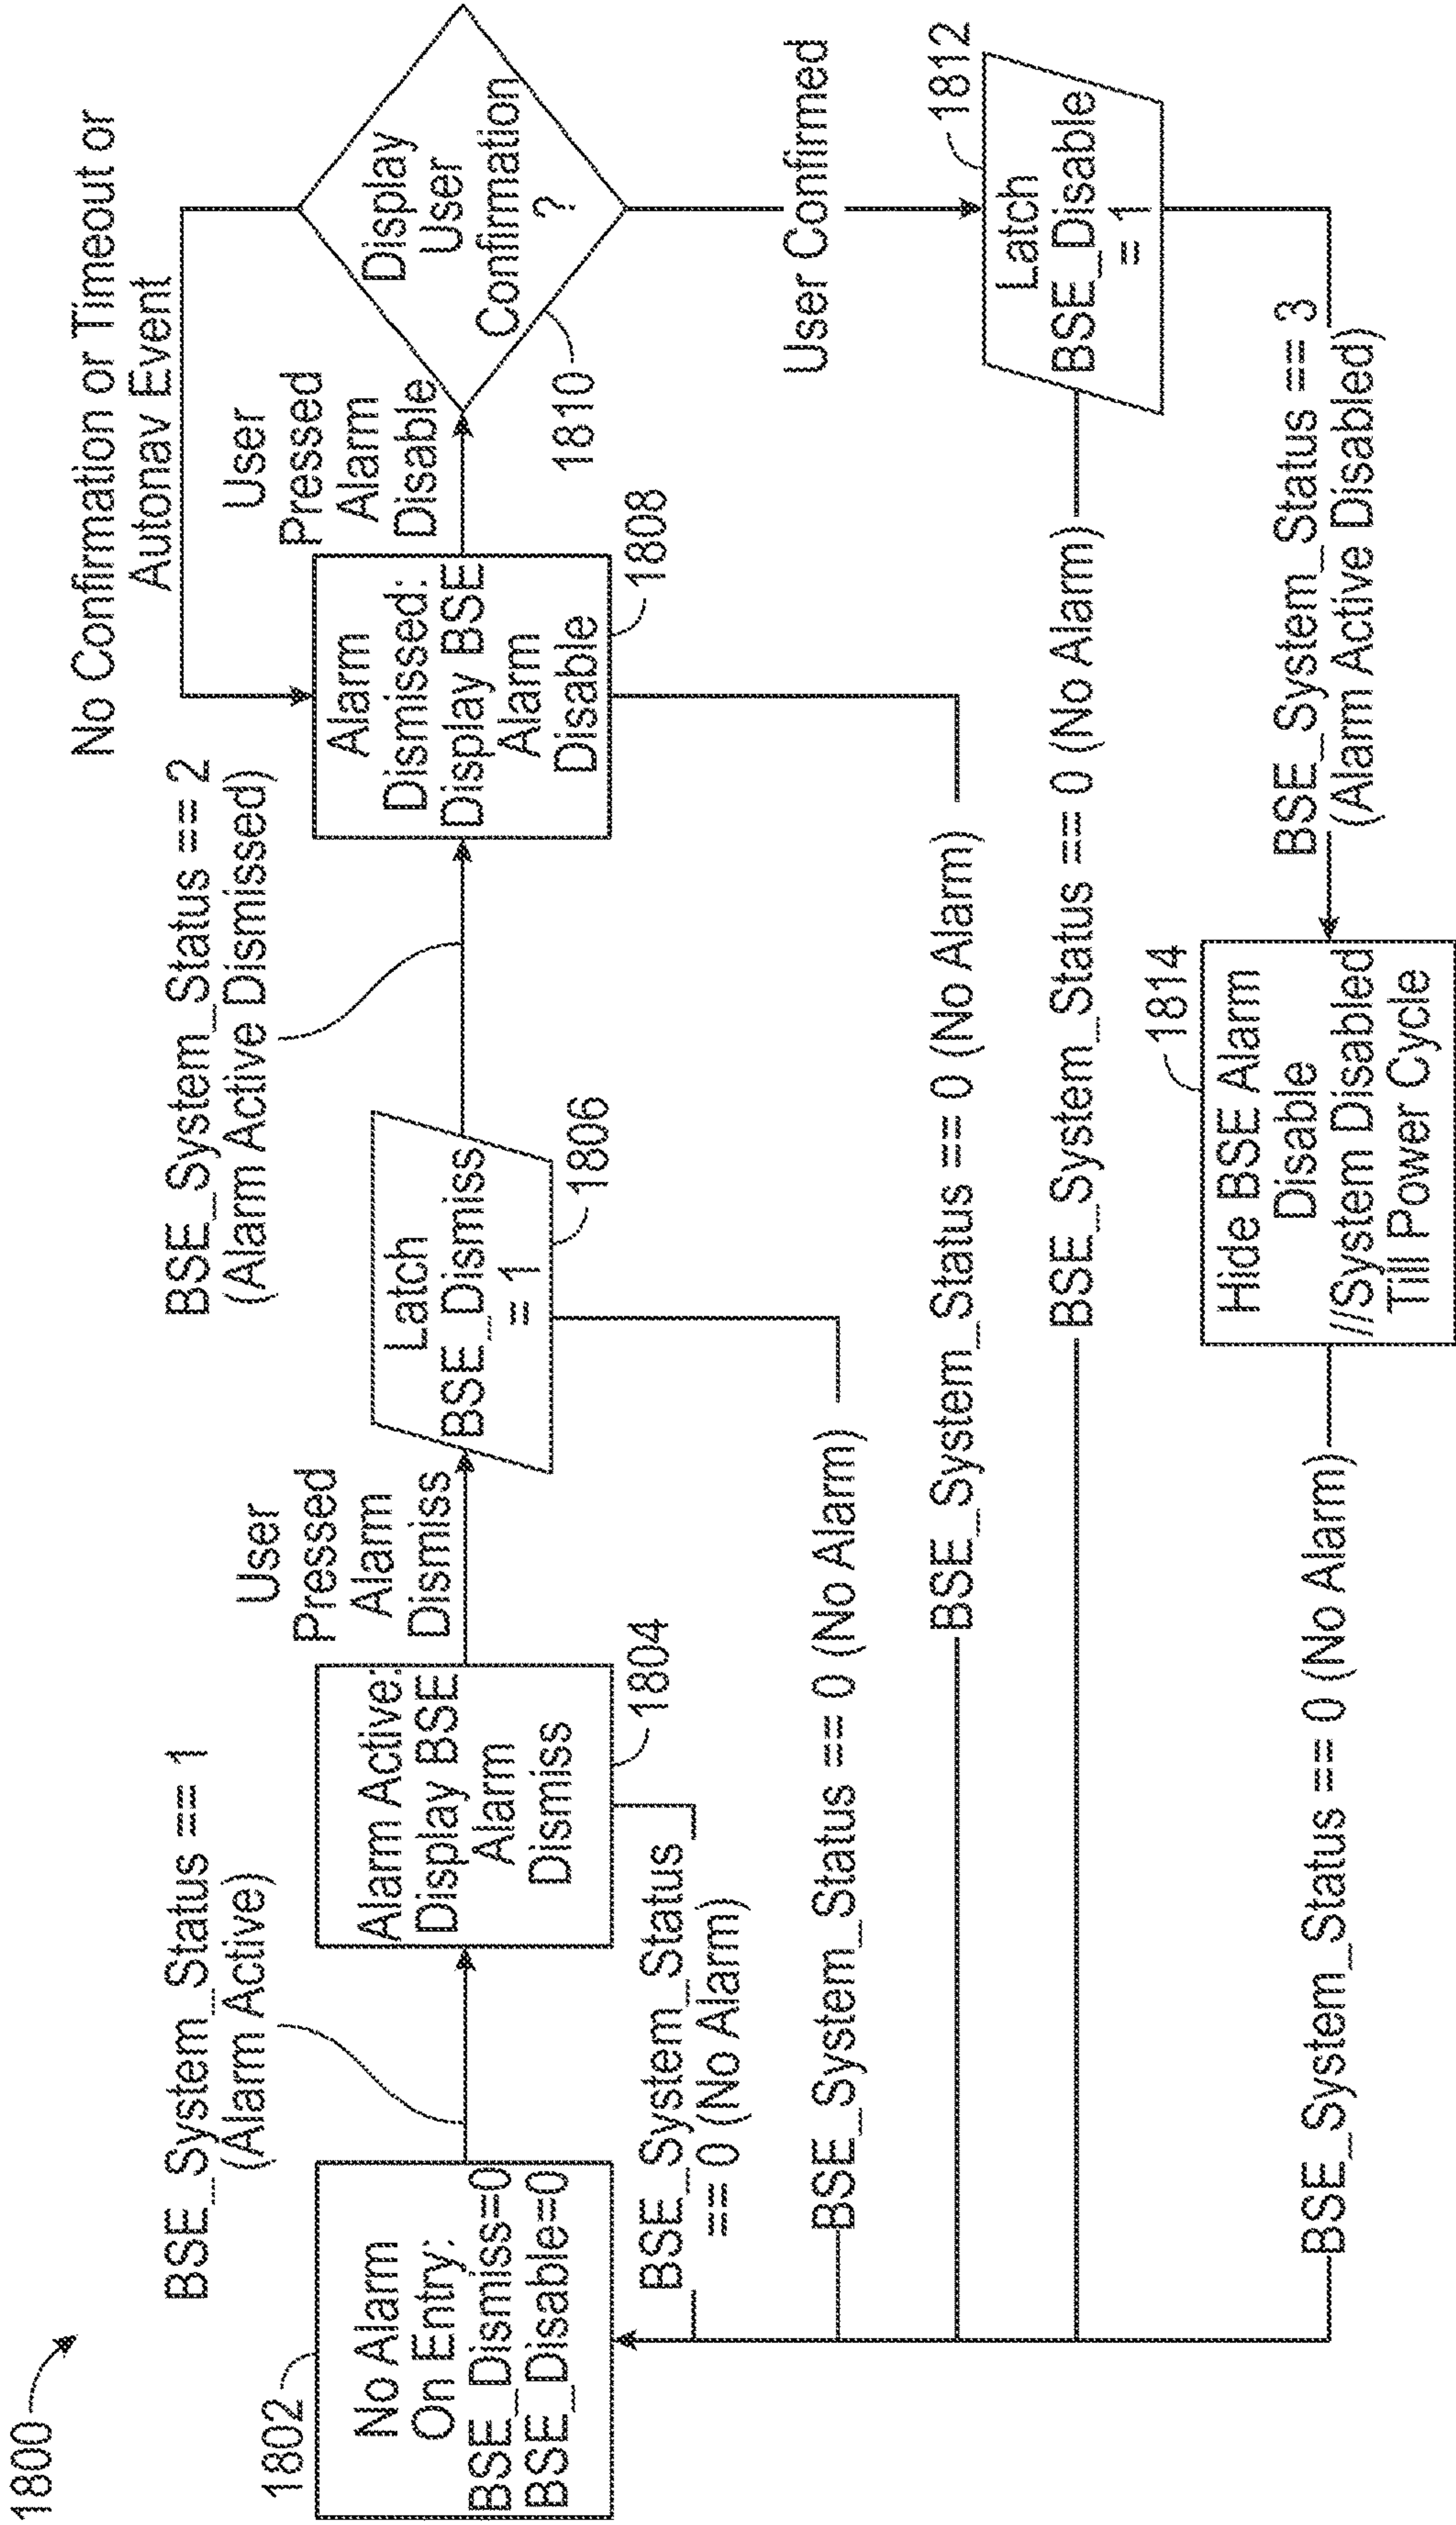 1800
1802
No Alarm
On Entry:
BSE_Dismiss=0
BSE_Disable=0
BSE_System_Status == 1
(Alarm Active)
Alarm Active:
Display BSE
Alarm
Dismiss
1804
User
Pressed
Alarm
Dismiss
Latch
BSE_Dismiss
= 1
1806
BSE_System_Status == 2
(Alarm Active Dismissed)
Alarm
Dismissed:
Display BSE
Alarm
Disable
1808
User
Pressed
Alarm
Disable
No Confirmation or Timeout or
Autonav Event
Display
User
Confirmation
?
1810
User Confirmed
1812
Latch
BSE_Disable
= 1
BSE_System_Status
== 0 (No Alarm)
BSE_System_Status == 0 (No Alarm)
BSE_System_Status == 0 (No Alarm)
BSE_System_Status == 0 (No Alarm)
BSE_System_Status == 3
(Alarm Active Disabled)
1814
Hide BSE Alarm
Disable
//System Disabled
Till Power Cycle
BSE_System_Status == 0 (No Alarm)